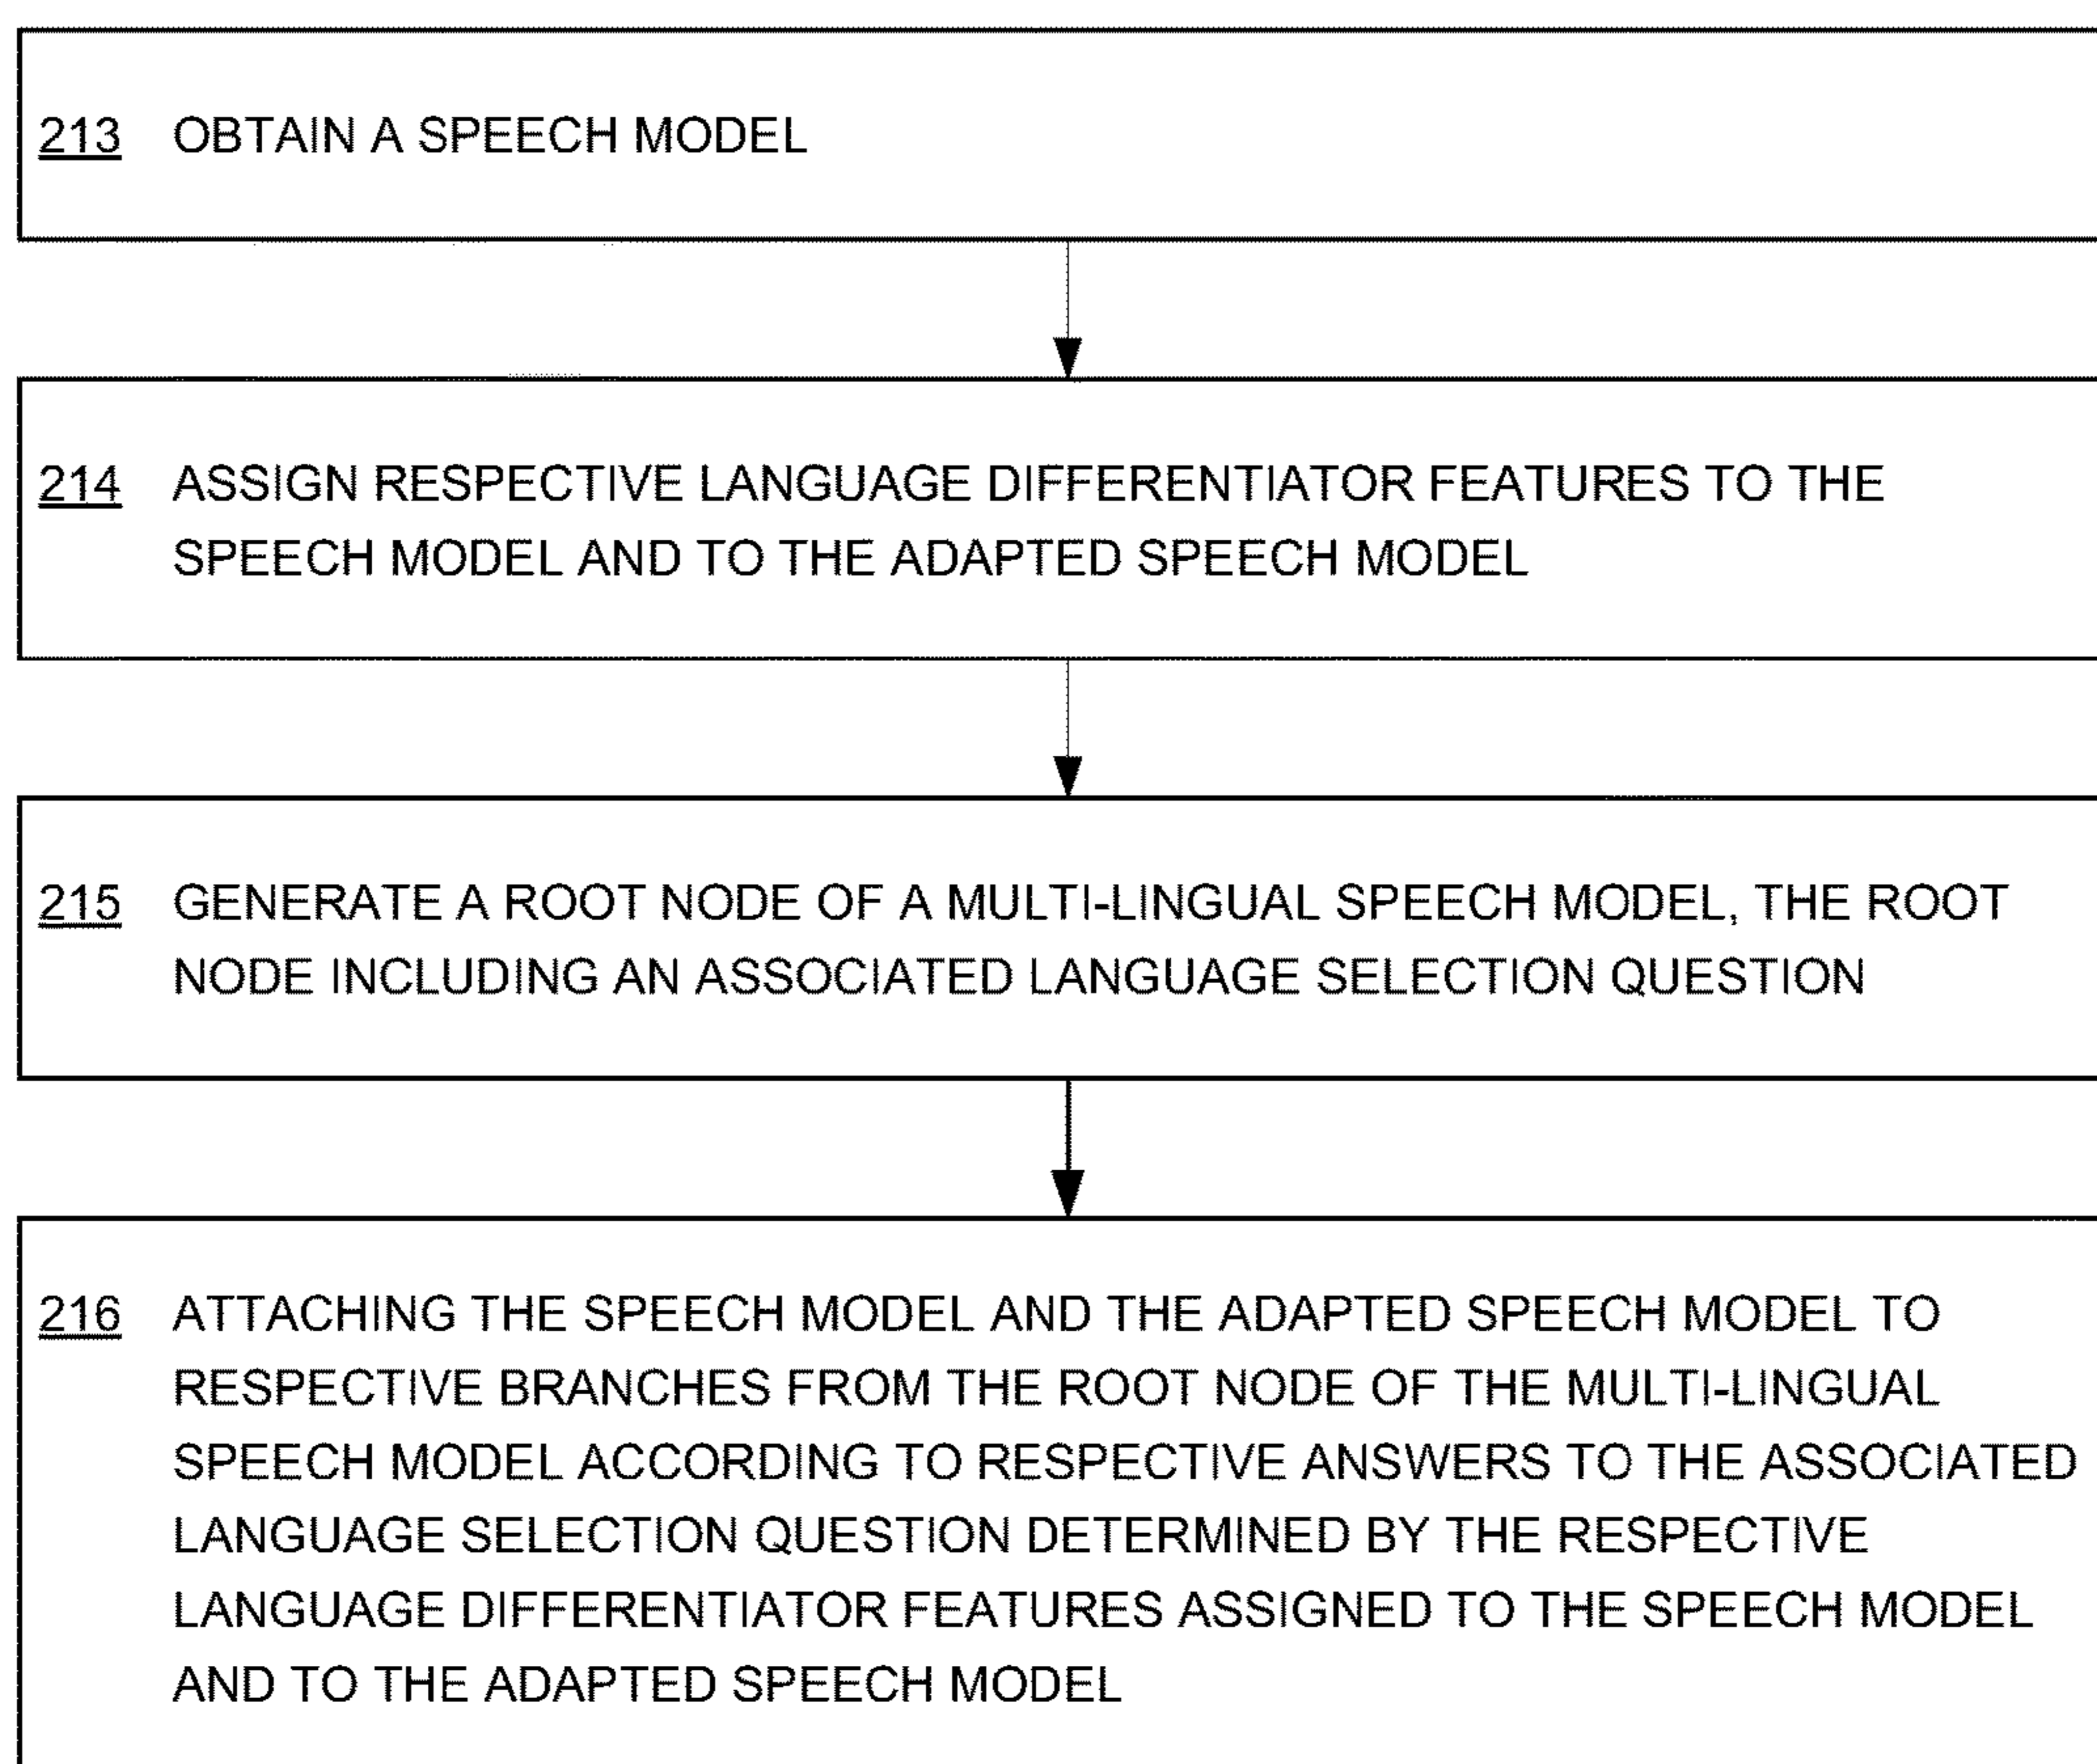 213 OBTAIN A SPEECH MODEL
214 ASSIGN RESPECTIVE LANGUAGE DIFFERENTIATOR FEATURES TO THE
SPEECH MODEL AND TO THE ADAPTED SPEECH MODEL
215 GENERATE A ROOT NODE OF A MULTI-LINGUAL SPEECH MODEL, THE ROOT
NODE INCLUDING AN ASSOCIATED LANGUAGE SELECTION QUESTION
216 ATTACHING THE SPEECH MODEL AND THE ADAPTED SPEECH MODEL TO
RESPECTIVE BRANCHES FROM THE ROOT NODE OF THE MULTI-LINGUAL
SPEECH MODEL ACCORDING TO RESPECTIVE ANSWERS TO THE ASSOCIATED
LANGUAGE SELECTION QUESTION DETERMINED BY THE RESPECTIVE
LANGUAGE DIFFERENTIATOR FEATURES ASSIGNED TO THE SPEECH MODEL
AND TO THE ADAPTED SPEECH MODEL